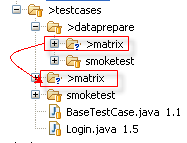 >testcases
>dataprepare
>matrix
smoketest
>matrix
smoketest
BaseTestCase.java 1.1
Login.java 1.5